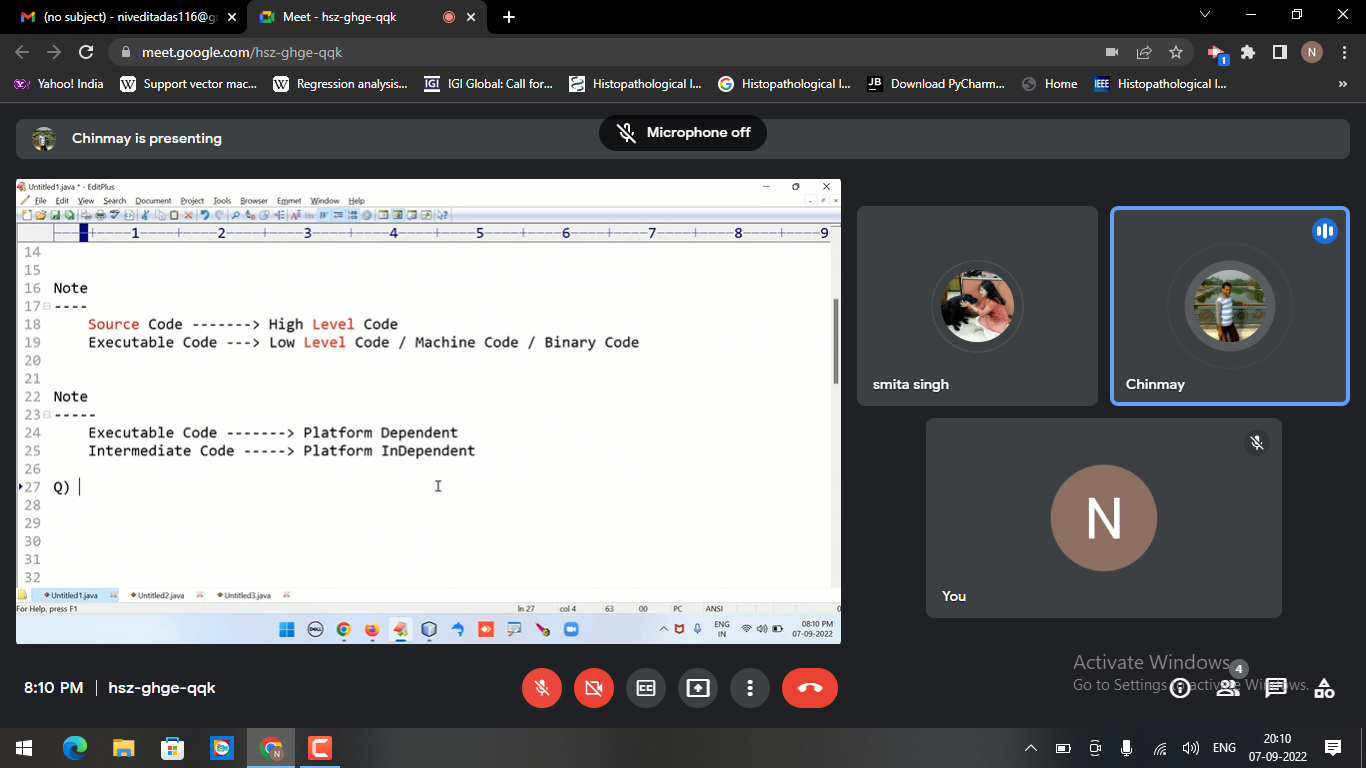 (no subject) - niveditadas116@g
Meet - hsz-ghge-qqk
meet.google.com/hsz-ghge-qqk
1
N
Yahoo! India
Support vector mac...
Regression analysis...
IGI Global: Call for...
Histopathological I...
Histopathological I...
Download PyCharm...
Home
Histopathological I...
Chinmay is presenting
Microphone off
Untitled1.java * - EditPlus
File Edit View Search Document Project Tools Browser Emmet Window Help
1 2 3 4 5 6 7 8 9
14
15
16 Note
17 ----
18 Source Code -------> High Level Code
19 Executable Code ---> Low Level Code / Machine Code / Binary Code
20
21
22 Note
23 -----
24 Executable Code -------> Platform Dependent
25 Intermediate Code -----> Platform InDependent
26
27 Q)
28
29
30
31
32
Untitled1.java Untitled2.java Untitled3.java
For Help, press F1 ln 27 col 4 63 00 PC ANSI 0
ENG
IN
08:10 PM
07-09-2022
smita singh
Chinmay
N
You
Activate Windows
Go to Settings to activate Windows.
4
8:10 PM | hsz-ghge-qqk
ENG
20:10
07-09-2022